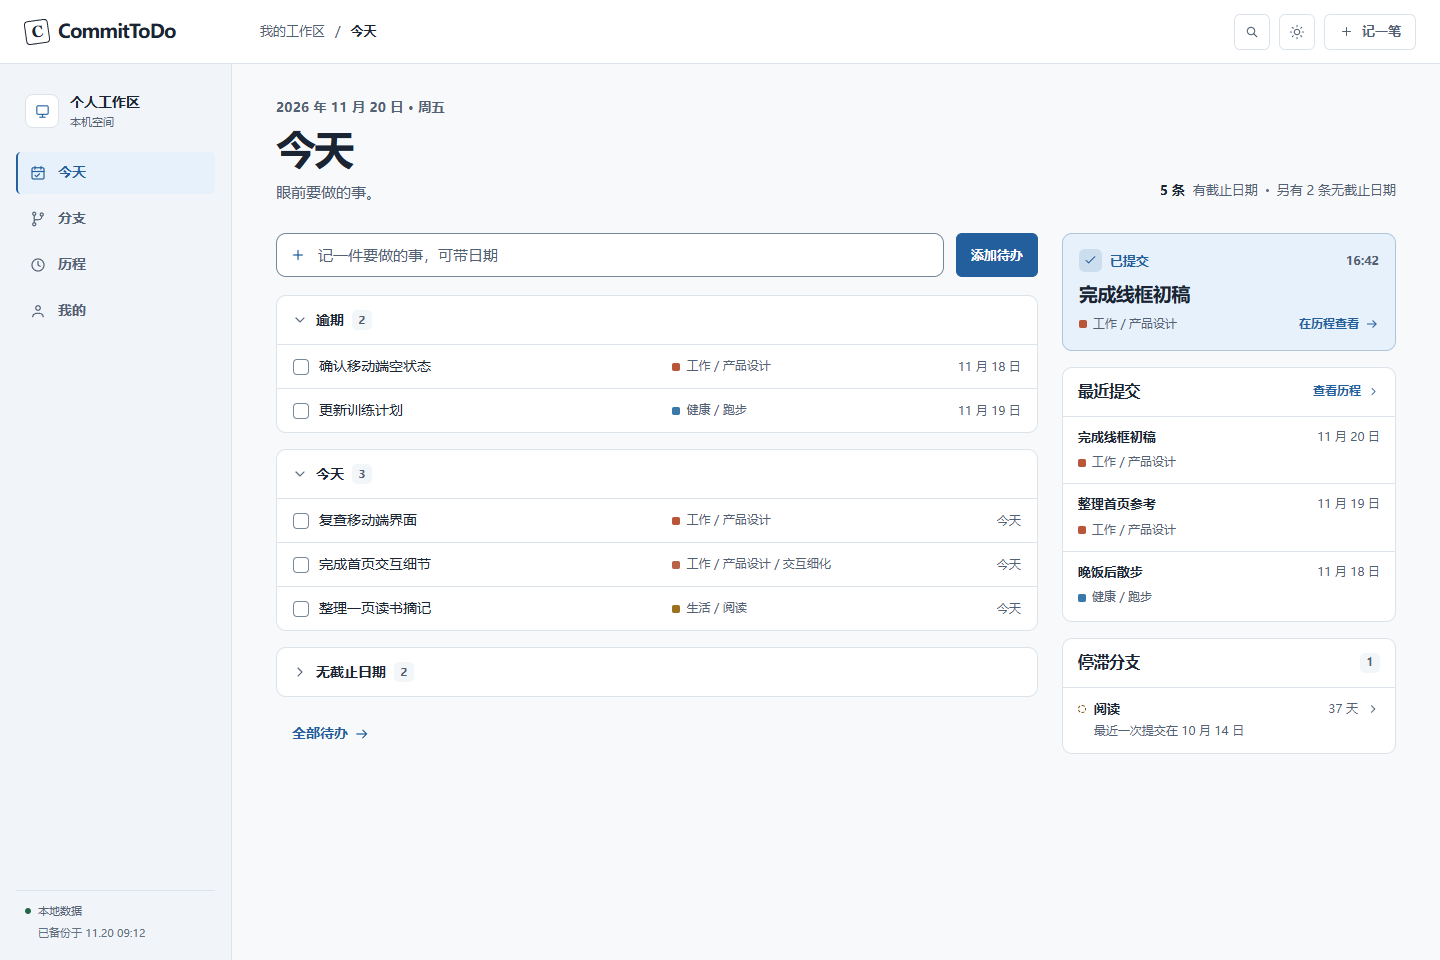 C CommitToDo
我的工作区 / 今天
记一笔
个人工作区
本机空间
今天
分支
历程
我的
本地数据
已备份于 11.20 09:12
2026 年 11 月 20 日 • 周五
今天
眼前要做的事。
5 条 有截止日期 • 另有 2 条无截止日期
记一件要做的事，可带日期
添加待办
逾期 2
确认移动端空状态 工作 / 产品设计 11 月 18 日
更新训练计划 健康 / 跑步 11 月 19 日
今天 3
复查移动端界面 工作 / 产品设计 今天
完成首页交互细节 工作 / 产品设计 / 交互细化 今天
整理一页读书摘记 生活 / 阅读 今天
无截止日期 2
全部待办
已提交 16:42
完成线框初稿
工作 / 产品设计 在历程查看
最近提交 查看历程
完成线框初稿 11 月 20 日
工作 / 产品设计
整理首页参考 11 月 19 日
工作 / 产品设计
晚饭后散步 11 月 18 日
健康 / 跑步
停滞分支 1
阅读 37 天
最近一次提交在 10 月 14 日